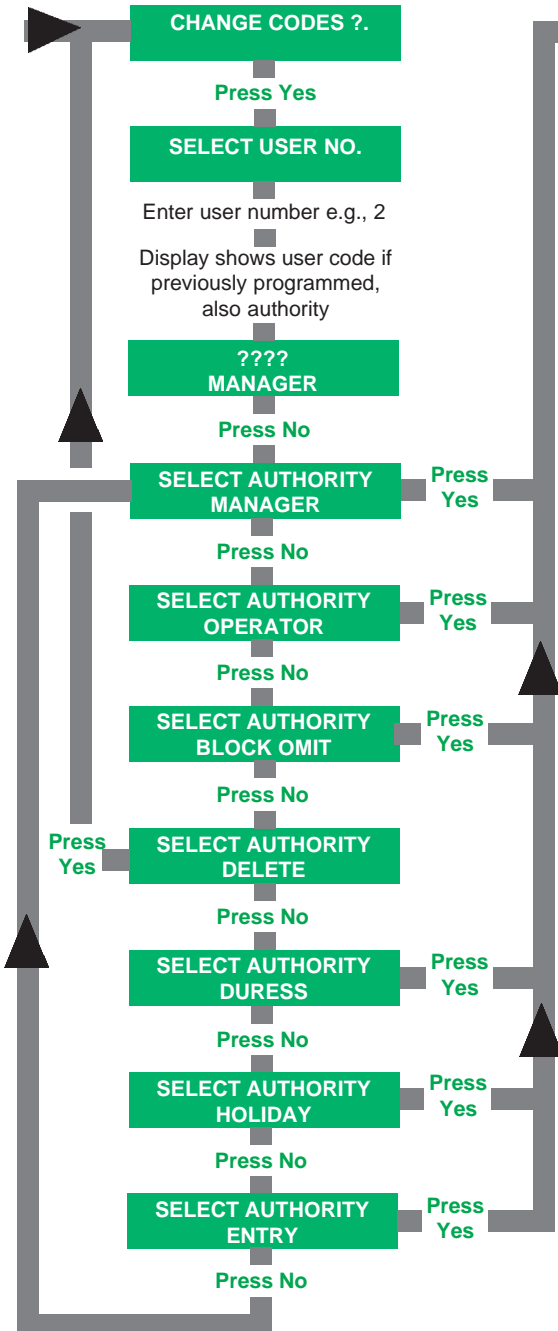 CHANGE CODES ?.
Press Yes
SELECT USER NO.
Enter user number e.g., 2
Display shows user code if
previously programmed,
also authority
????
MANAGER
Press No
SELECT AUTHORITY
MANAGER
Press
Yes
Press No
SELECT AUTHORITY
OPERATOR
Press
Yes
Press No
SELECT AUTHORITY
BLOCK OMIT
Press
Yes
Press No
Press
Yes
SELECT AUTHORITY
DELETE
Press No
SELECT AUTHORITY
DURESS
Press
Yes
Press No
SELECT AUTHORITY
HOLIDAY
Press
Yes
Press No
SELECT AUTHORITY
ENTRY
Press
Yes
Press No